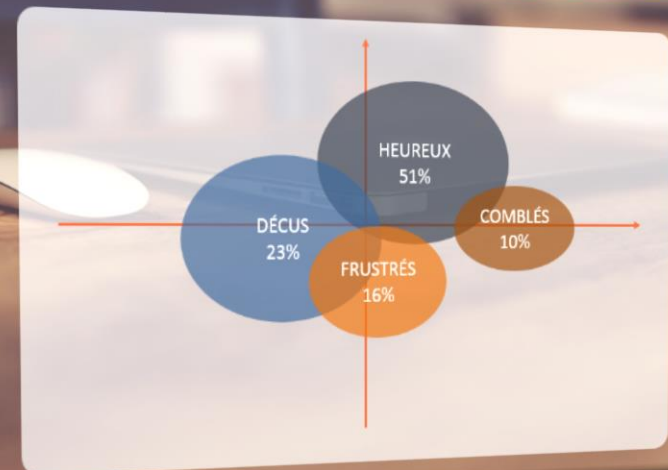 HEUREUX
51%
COMBLÉS
10%
DÉCUS
23%
FRUSTRÉS
16%